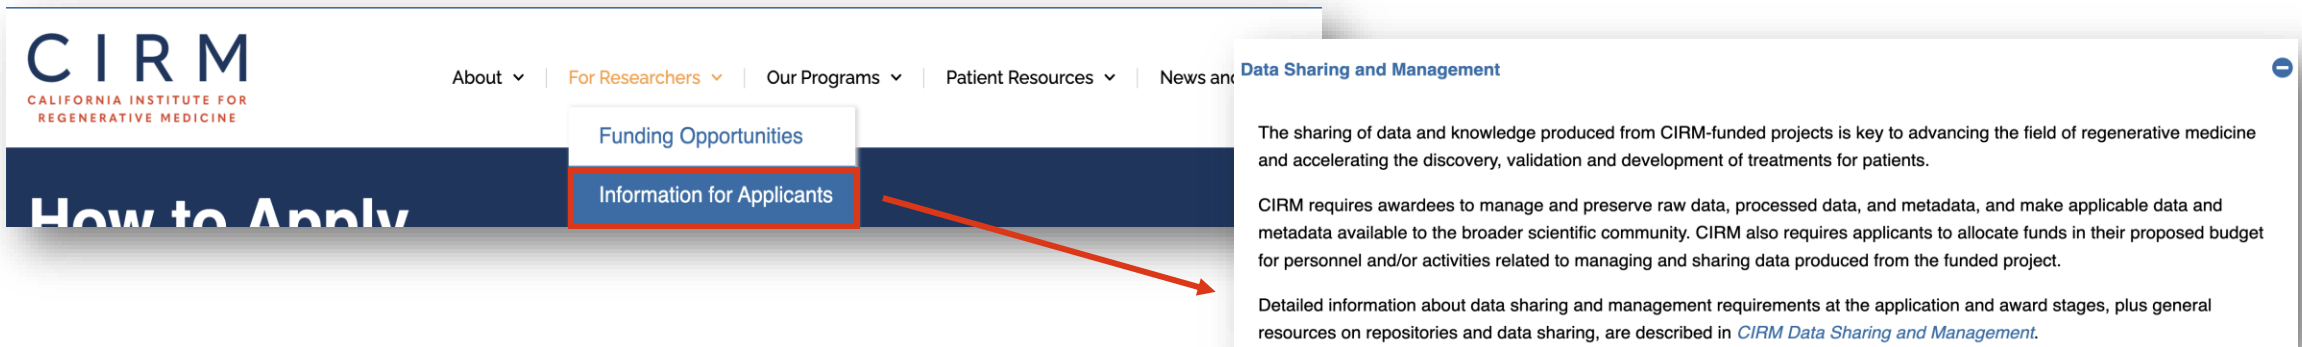 CIRM
CALIFORNIA INSTITUTE FOR
REGENERATIVE MEDICINE
About
For Researchers
Our Programs
Patient Resources
News and
Funding Opportunities
Information for Applicants
How to Apply
Data Sharing and Management
The sharing of data and knowledge produced from CIRM-funded projects is key to advancing the field of regenerative medicine
and accelerating the discovery, validation and development of treatments for patients.
CIRM requires awardees to manage and preserve raw data, processed data, and metadata, and make applicable data and
metadata available to the broader scientific community. CIRM also requires applicants to allocate funds in their proposed budget
for personnel and/or activities related to managing and sharing data produced from the funded project.
Detailed information about data sharing and management requirements at the application and award stages, plus general
resources on repositories and data sharing, are described in CIRM Data Sharing and Management.